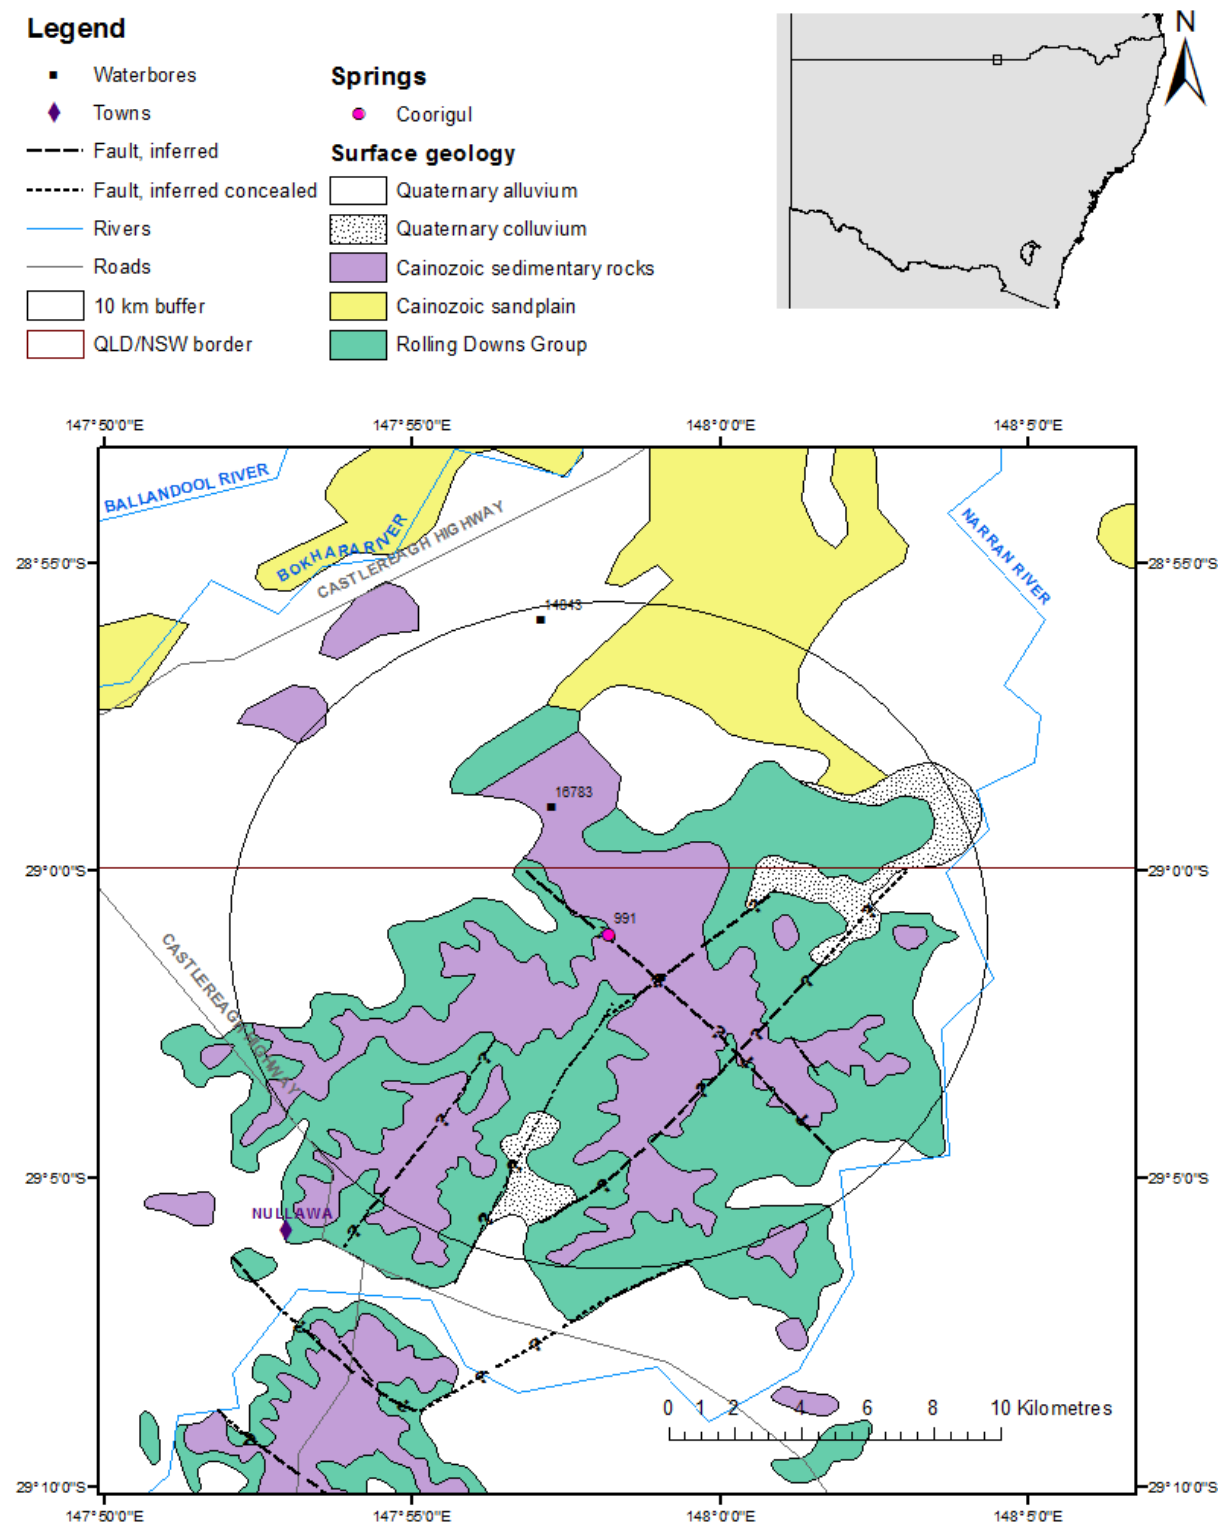 Legend
N
Waterbores
Springs
Towns
Coorigul
Fault, inferred
Surface geology
Fault, inferred concealed
Quaternary alluvium
Rivers
Quaternary colluvium
Roads
Cainozoic sedimentary rocks
10 km buffer
Cainozoic sandplain
QLD/NSW border
Rolling Downs Group
147°50'0"E
147°55'0"E
148°0'0"E
148°5'0"E
BALLANDOOL RIVER
BOKHARA RIVER
CASTLEREAGH HIGHWAY
NARRAN RIVER
28°55'0"S
28°55'0"S
14843
16783
29°0'0"S
29°0'0"S
991
CASTLEREAGH HIGHWAY
29°5'0"S
29°5'0"S
NULLAWA
0 1 2 4 6 8 10 Kilometres
29°10'0"S
29°10'0"S
147°50'0"E
147°55'0"E
148°0'0"E
148°5'0"E